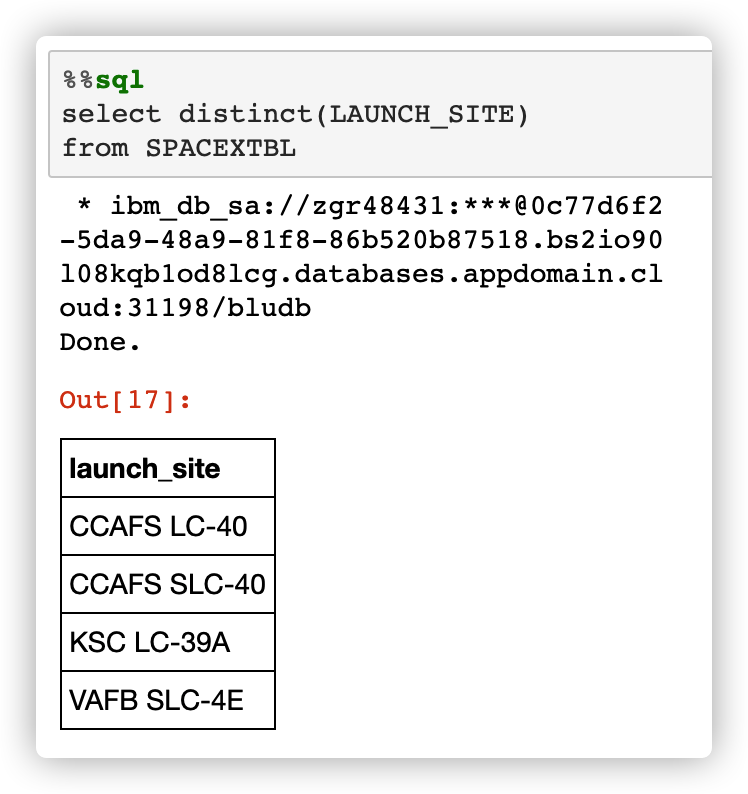 %%sql
select distinct(LAUNCH_SITE)
from SPACEXTBL
* ibm_db_sa://zgr48431:***@0c77d6f2
-5da9-48a9-81f8-86b520b87518.bs2io90
l08kqb1od8lcg.databases.appdomain.cl
oud:31198/bludb
Done.
Out[17]:
launch_site
CCAFS LC-40
CCAFS SLC-40
KSC LC-39A
VAFB SLC-4E